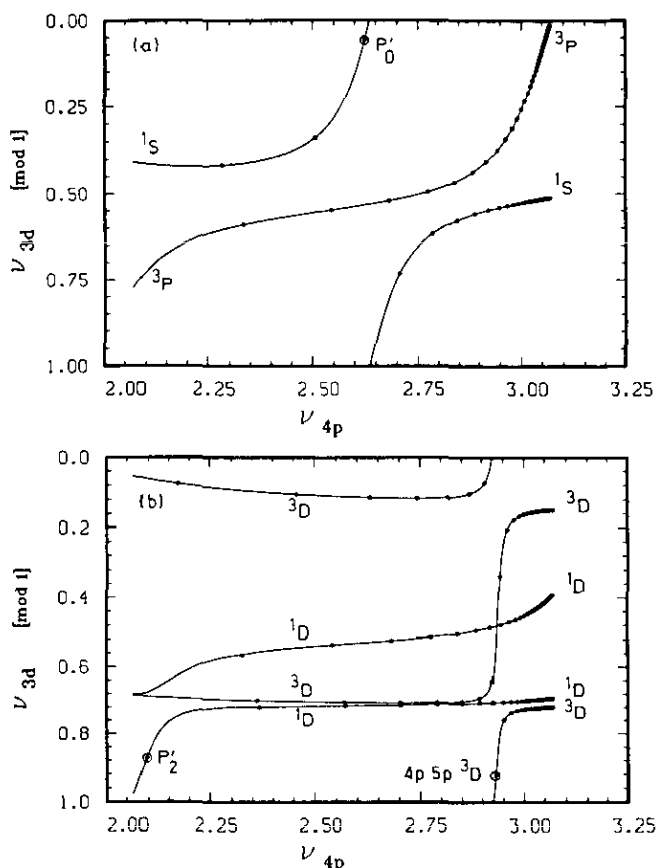 (a)
0.00
0.25
0.50
0.75
1.00
ν 3d [mod 1]
P′0
3P
1S
1S
3P
2.00 2.25 2.50 2.75 3.00 3.25
ν 4p
(b)
0.0
0.2
0.4
0.6
0.8
1.0
ν 3d [mod 1]
3D
3D
1D
1D
3D
1D
1D
3D
P′2
4p 5p 3D
2.00 2.25 2.50 2.75 3.00 3.25
ν 4p